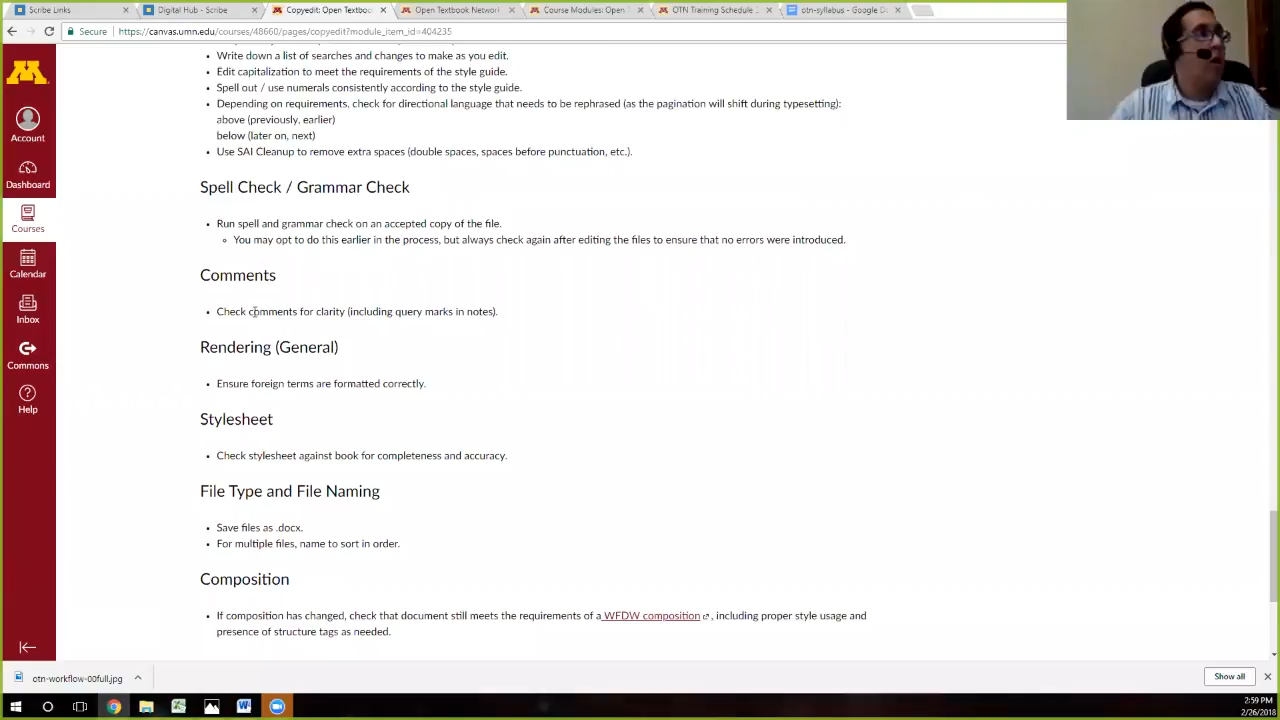 Scribe Links
Digital Hub - Scribe
Copyedit: Open Textboo
Open Textbook Network
Course Modules: Open
OTN Training Schedule
otn-syllabus - Google Do
Secure
https://canvas.umn.edu/courses/48660/pages/copyedit?module_item_id=404235
Account
Dashboard
Courses
Calendar
Inbox
Commons
Help
Write down a list of searches and changes to make as you edit.
Edit capitalization to meet the requirements of the style guide.
Spell out / use numerals consistently according to the style guide.
Depending on requirements, check for directional language that needs to be rephrased (as the pagination will shift during typesetting):
above (previously, earlier)
below (later on, next)
Use SAI Cleanup to remove extra spaces (double spaces, spaces before punctuation, etc.).
Spell Check / Grammar Check
Run spell and grammar check on an accepted copy of the file.
You may opt to do this earlier in the process, but always check again after editing the files to ensure that no errors were introduced.
Comments
Check comments for clarity (including query marks in notes).
Rendering (General)
Ensure foreign terms are formatted correctly.
Stylesheet
Check stylesheet against book for completeness and accuracy.
File Type and File Naming
Save files as .docx.
For multiple files, name to sort in order.
Composition
If composition has changed, check that document still meets the requirements of a WFDW composition , including proper style usage and
presence of structure tags as needed.
otn-workflow-00full.jpg
Show all
2:59 PM
2/26/2018